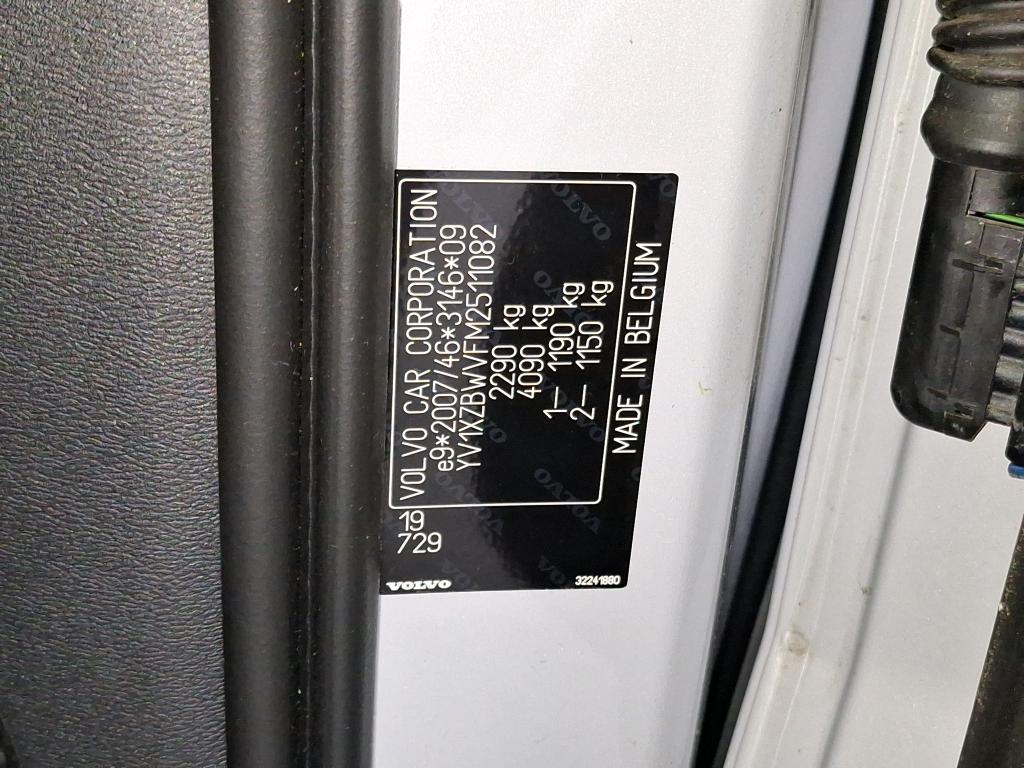 VOLVO CAR CORPORATION
e9*2007/46*3146*09
YV1XZBWVFM2511082
2290 kg
4090 kg
1– 1190 kg
2– 1150 kg
MADE IN BELGIUM
19
729
VOLVO
32241880